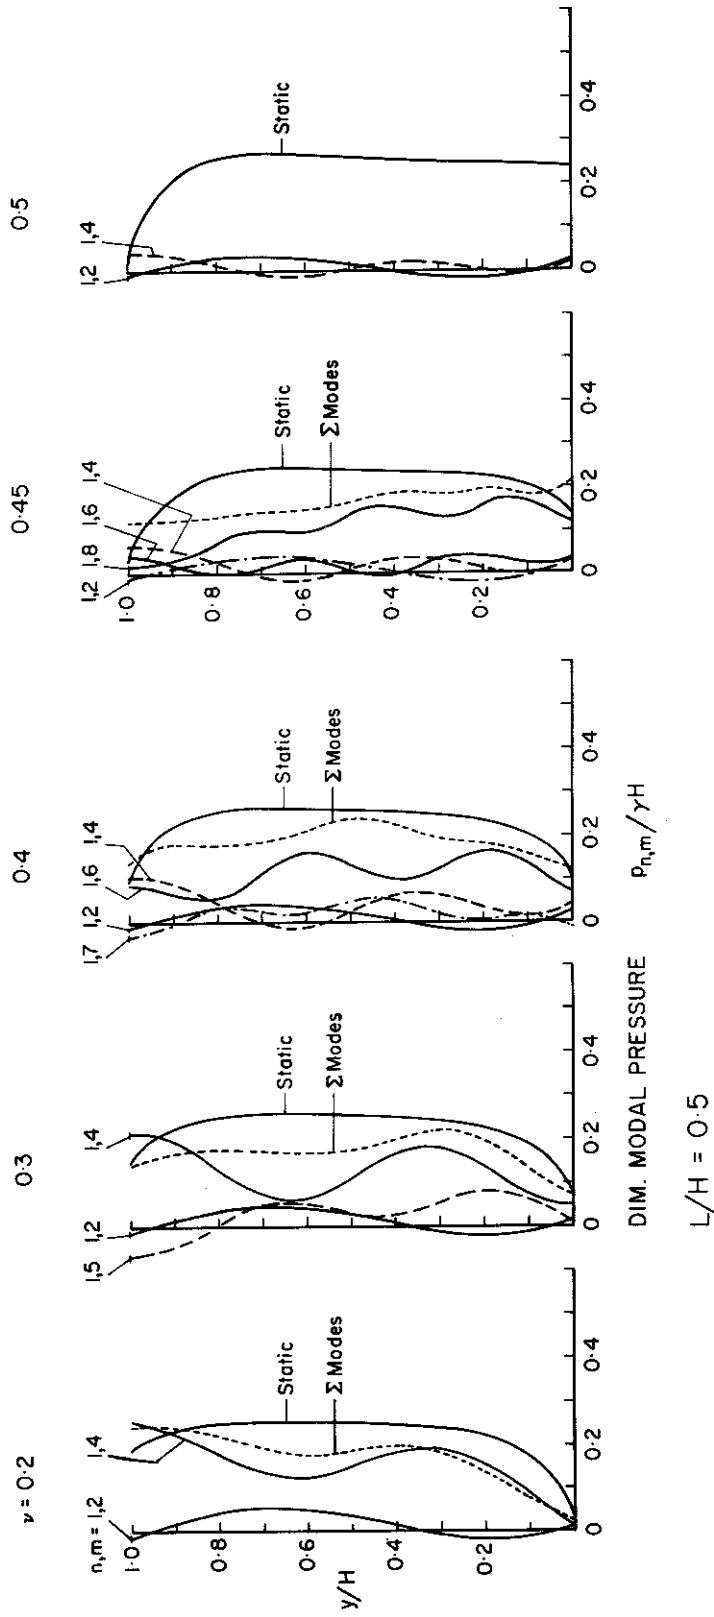 ν = 0·2
0·3
0·4
0·45
0·5
n,m = 1,2
1,4
Static
ΣModes
y/H
1·0
0·8
0·6
0·4
0·2
0
0·2
0·4
1,5
1,2
1,4
Static
ΣModes
0
0·2
0·4
1,7
1,2
1,6
1,4
Static
ΣModes
0
0·2
0·4
1,2
1,8
1,6
1,4
Static
ΣModes
1·0
0·8
0·6
0·4
0·2
0
0·2
0·4
1,2
1,4
Static
0
0·2
0·4
DIM. MODAL PRESSURE
pn,m/γH
L/H = 0·5